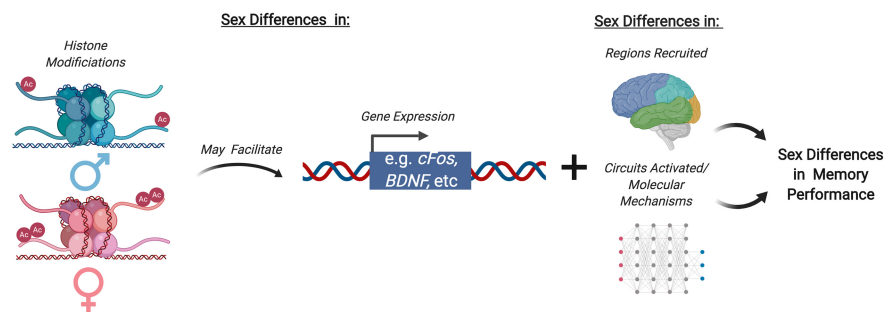 Sex Differences in:
Histone
Modificiations
Ac
Ac
Ac Ac
Ac
Ac
May Facilitate
Gene Expression
e.g. cFos,
BDNF, etc
+
Sex Differences in:
Regions Recruited
Circuits Activated/
Molecular
Mechanisms
Sex Differences
in Memory
Performance